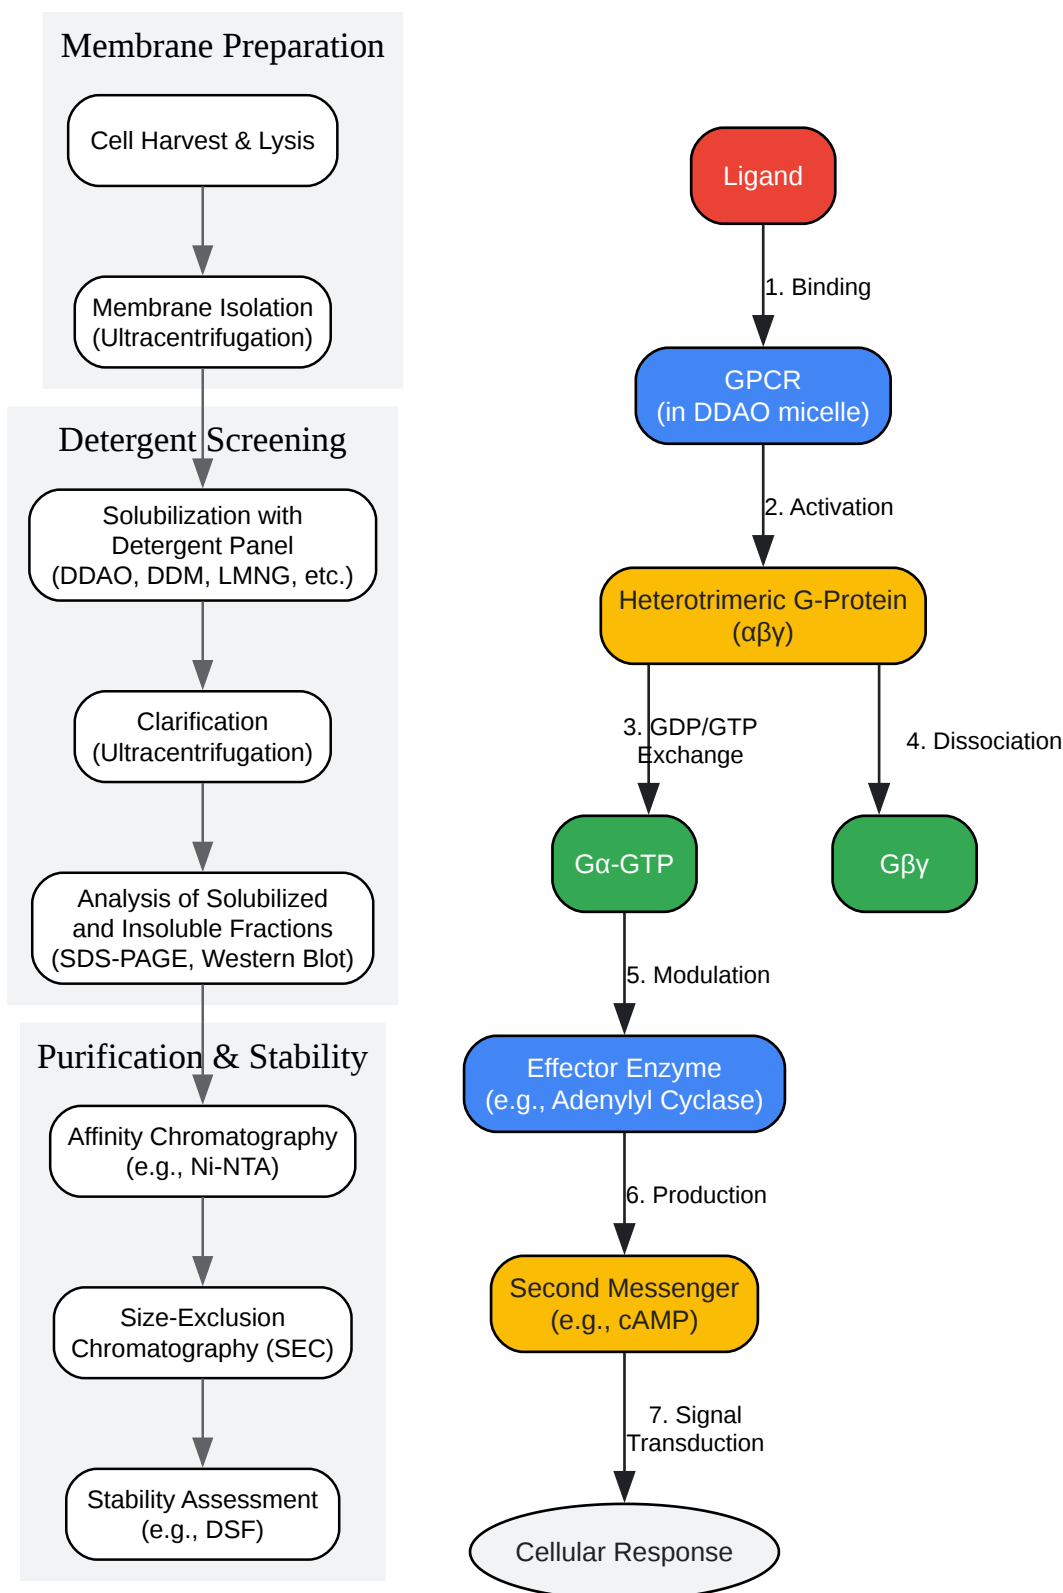 Membrane Preparation
Cell Harvest & Lysis
Membrane Isolation
(Ultracentrifugation)
Detergent Screening
Solubilization with
Detergent Panel
(DDAO, DDM, LMNG, etc.)
Clarification
(Ultracentrifugation)
Analysis of Solubilized
and Insoluble Fractions
(SDS-PAGE, Western Blot)
Purification & Stability
Affinity Chromatography
(e.g., Ni-NTA)
Size-Exclusion
Chromatography (SEC)
Stability Assessment
(e.g., DSF)
Ligand
1. Binding
GPCR
(in DDAO micelle)
2. Activation
Heterotrimeric G-Protein
(αβγ)
3. GDP/GTP
Exchange
4. Dissociation
Gα-GTP
Gβγ
5. Modulation
Effector Enzyme
(e.g., Adenylyl Cyclase)
6. Production
Second Messenger
(e.g., cAMP)
7. Signal
Transduction
Cellular Response